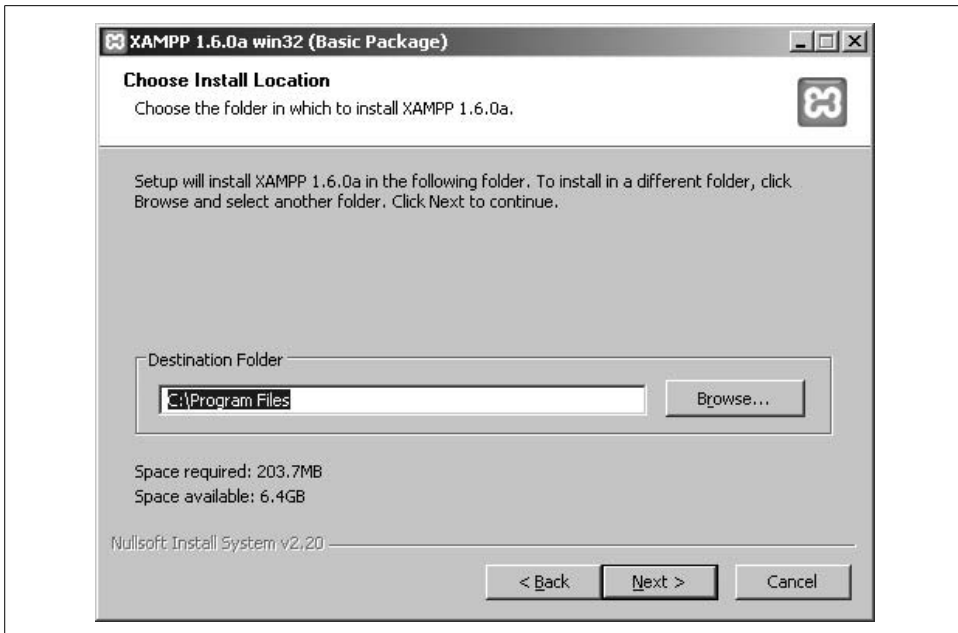 XAMPP 1.6.0a win32 (Basic Package)
Choose Install Location
Choose the folder in which to install XAMPP 1.6.0a.
Setup will install XAMPP 1.6.0a in the following folder. To install in a different folder, click
Browse and select another folder. Click Next to continue.
Destination Folder
C:\Program Files
Browse...
Space required: 203.7MB
Space available: 6.4GB
Nullsoft Install System v2.20
< Back
Next >
Cancel